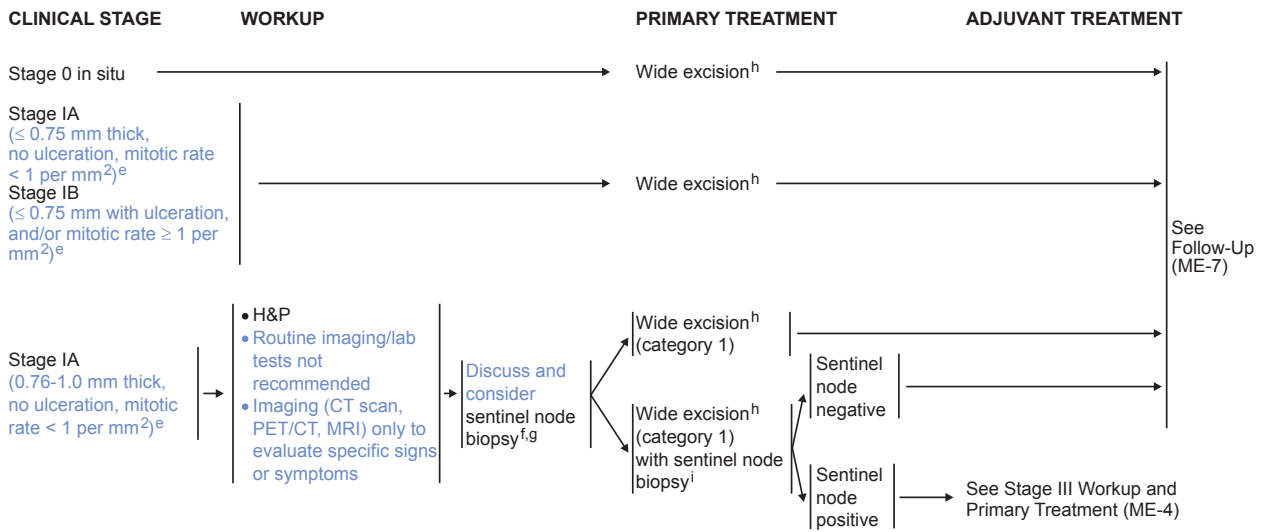 CLINICAL STAGE WORKUP PRIMARY TREATMENT ADJUVANT TREATMENT
Stage 0 in situ
Wide excisionh
Stage IA
(≤ 0.75 mm thick,
no ulceration, mitotic rate
< 1 per mm2)e
Stage IB
(≤ 0.75 mm with ulceration,
and/or mitotic rate ≥ 1 per
mm2)e
Wide excisionh
See
Follow-Up
(ME-7)
Stage IA
(0.76-1.0 mm thick,
no ulceration, mitotic
rate < 1 per mm2)e
• H&P
• Routine imaging/lab
tests not
recommended
• Imaging (CT scan,
PET/CT, MRI) only to
evaluate specific signs
or symptoms
Discuss and
consider
sentinel node
biopsyf,g
Wide excisionh
(category 1)
Wide excisionh
(category 1)
with sentinel node
biopsyi
Sentinel
node
negative
Sentinel
node
positive
See Stage III Workup and
Primary Treatment (ME-4)